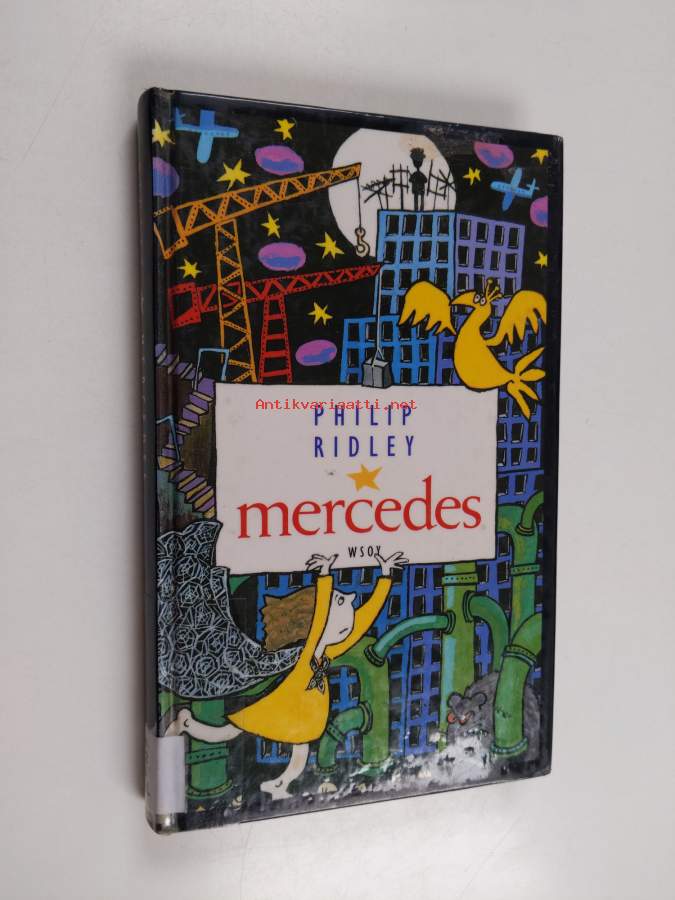 PHILIP
Antikvariaatti.net
RIDLEY
mercedes
WSOY